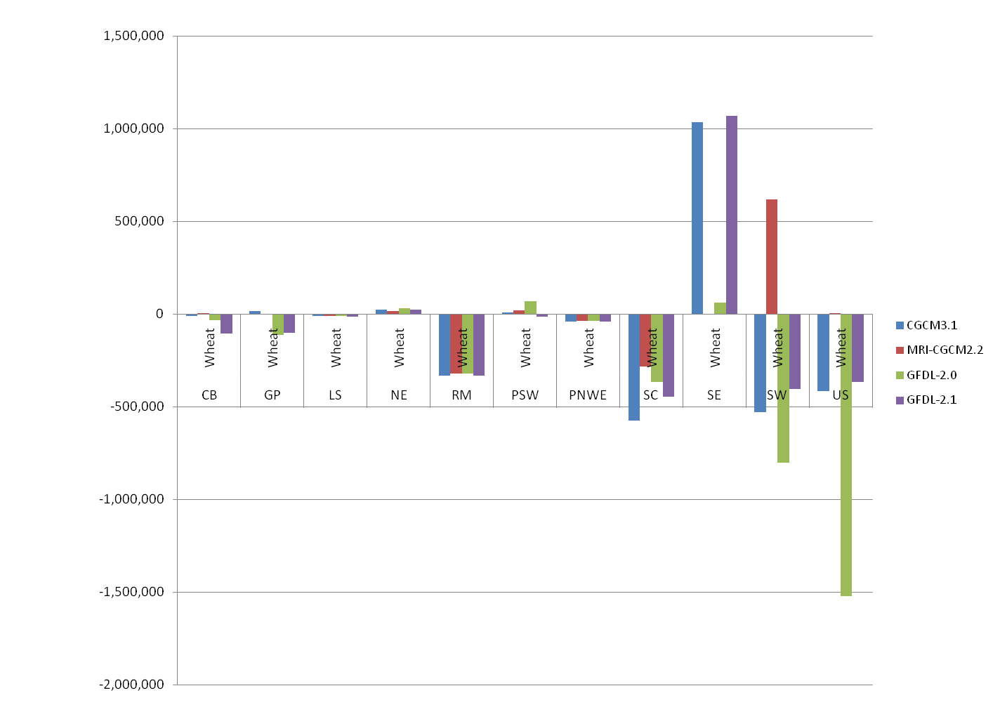 1,500,000
1,000,000
500,000
0
-500,000
-1,000,000
-1,500,000
-2,000,000
Wheat Wheat Wheat Wheat Wheat Wheat Wheat Wheat Wheat Wheat Wheat
CB GP LS NE RM PSW PNWE SC SE SW US
CGCM3.1
MRI-CGCM2.2
GFDL-2.0
GFDL-2.1